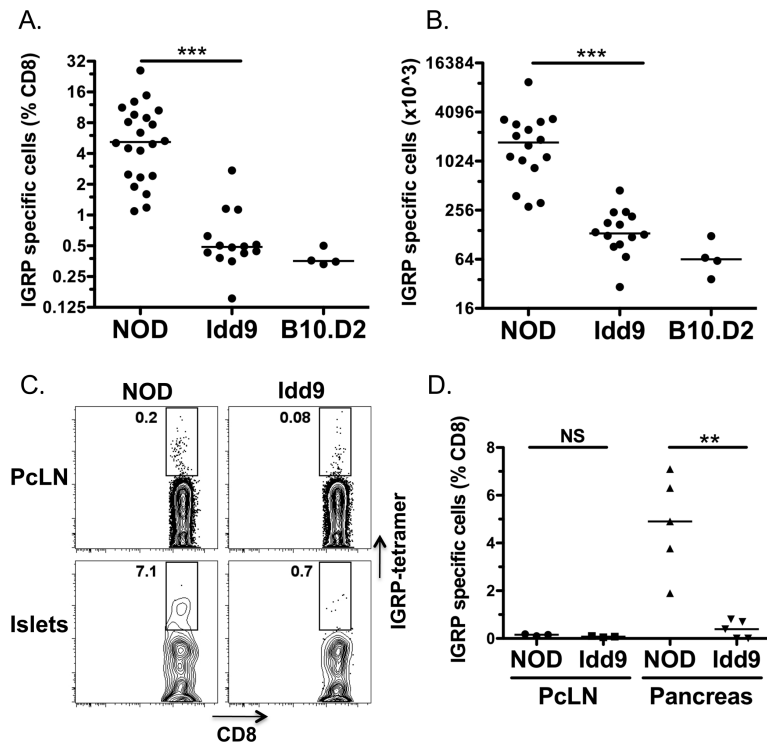 A.
IGRP specific cells (% CD8)
32
16
8
4
2
1
0.5
0.25
0.125
***
NOD
Idd9
B10.D2
B.
IGRP specific cells (x10^3)
16384
4096
1024
256
64
16
***
NOD
Idd9
B10.D2
C.
NOD
Idd9
PcLN
0.2
0.08
Islets
7.1
0.7
IGRP-tetramer
CD8
D.
IGRP specific cells (% CD8)
8
6
4
2
0
NS
**
NOD
Idd9
NOD
Idd9
PcLN
Pancreas